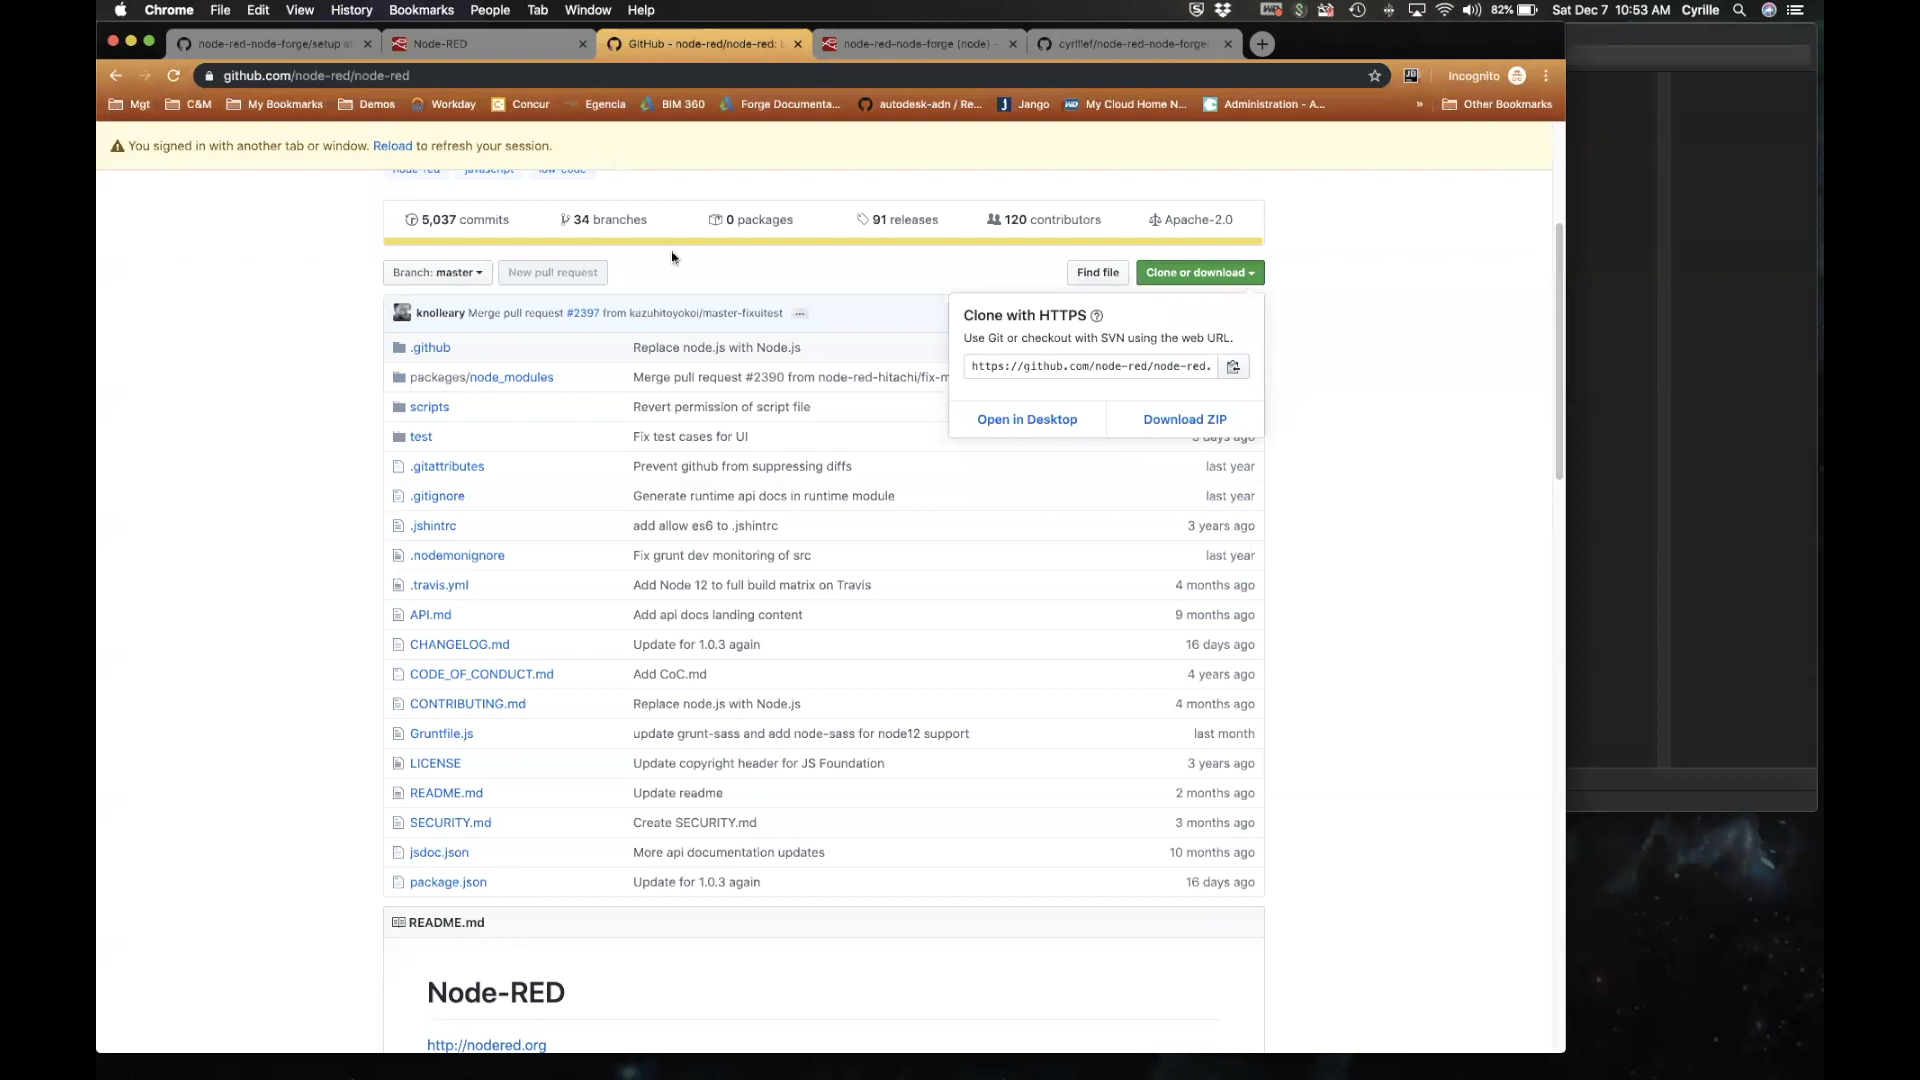 Chrome File Edit View History Bookmarks People Tab Window Help
82% Sat Dec 7 10:53 AM Cyrille
node-red-node-forge/setup
Node-RED
GitHub - node-red/node-red: L
node-red-node-forge (node) -
cyrillef/node-red-node-forge
github.com/node-red/node-red
Incognito
Mgt C&M My Bookmarks Demos Workday Concur Egencia BIM 360 Forge Documenta... autodesk-adn / Re... Jango My Cloud Home N... Administration - A... » Other Bookmarks
You signed in with another tab or window. Reload to refresh your session.
node-red javascript low-code
5,037 commits 34 branches 0 packages 91 releases 120 contributors Apache-2.0
Branch: master New pull request Find file Clone or download
knolleary Merge pull request #2397 from kazuhitoyokoi/master-fixuitest ...
Clone with HTTPS
Use Git or checkout with SVN using the web URL.
https://github.com/node-red/node-red.
Open in Desktop Download ZIP
.github Replace node.js with Node.js
packages/node_modules Merge pull request #2390 from node-red-hitachi/fix-m
scripts Revert permission of script file
test Fix test cases for UI 3 days ago
.gitattributes Prevent github from suppressing diffs last year
.gitignore Generate runtime api docs in runtime module last year
.jshintrc add allow es6 to .jshintrc 3 years ago
.nodemonignore Fix grunt dev monitoring of src last year
.travis.yml Add Node 12 to full build matrix on Travis 4 months ago
API.md Add api docs landing content 9 months ago
CHANGELOG.md Update for 1.0.3 again 16 days ago
CODE_OF_CONDUCT.md Add CoC.md 4 years ago
CONTRIBUTING.md Replace node.js with Node.js 4 months ago
Gruntfile.js update grunt-sass and add node-sass for node12 support last month
LICENSE Update copyright header for JS Foundation 3 years ago
README.md Update readme 2 months ago
SECURITY.md Create SECURITY.md 3 months ago
jsdoc.json More api documentation updates 10 months ago
package.json Update for 1.0.3 again 16 days ago
README.md
Node-RED
http://nodered.org